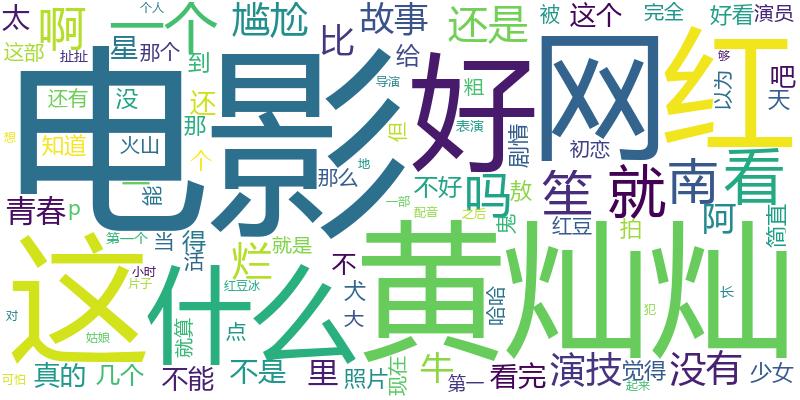 太
啊
一个
个人
尴尬
故事
还是
被
这个
完全
好看
演员
这部
扯扯
星
那个
比
给
到
电影
好
网
红
还有
没
还
导演
粗
以为
够
吧
天
知道
火山
那
但
表演
剧情
初恋
想
一
个
那么
地
看
能
不好
吗
敖
笙
就
南
青春
p
一部
配音
之后
鬼
红豆
拍
阿
简直
第一个
当
得
活
烂
就是
这
什么
黄灿灿
小时
片子
红豆冰
不
犬
大
哈哈
对
姑娘
就算
点
犯
长
可怕
真的
几个
不能
不是
里
照片
现在
牛
第一
看完
演技
觉得
起来
没有
少女